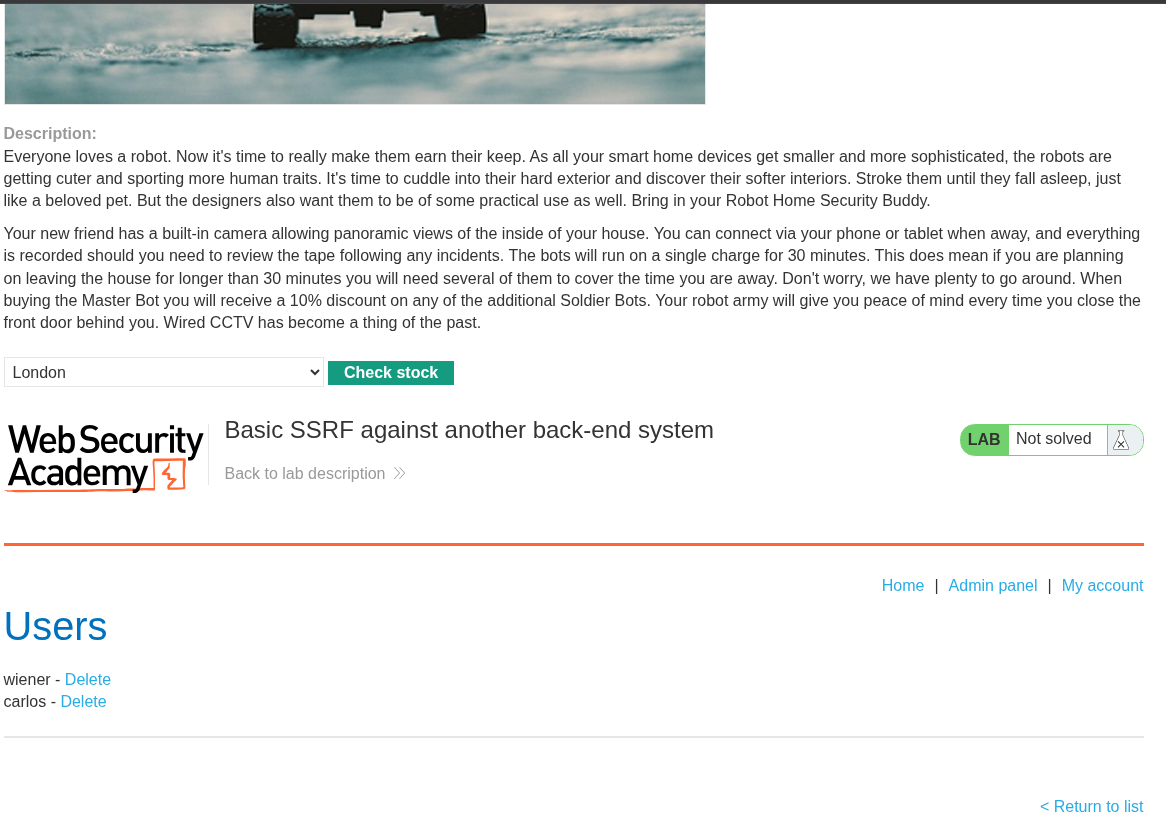 Description:
Everyone loves a robot. Now it's time to really make them earn their keep. As all your smart home devices get smaller and more sophisticated, the robots are
getting cuter and sporting more human traits. It's time to cuddle into their hard exterior and discover their softer interiors. Stroke them until they fall asleep, just
like a beloved pet. But the designers also want them to be of some practical use as well. Bring in your Robot Home Security Buddy.
Your new friend has a built-in camera allowing panoramic views of the inside of your house. You can connect via your phone or tablet when away, and everything
is recorded should you need to review the tape following any incidents. The bots will run on a single charge for 30 minutes. This does mean if you are planning
on leaving the house for longer than 30 minutes you will need several of them to cover the time you are away. Don't worry, we have plenty to go around. When
buying the Master Bot you will receive a 10% discount on any of the additional Soldier Bots. Your robot army will give you peace of mind every time you close the
front door behind you. Wired CCTV has become a thing of the past.
London Check stock
Web Security
Academy
Basic SSRF against another back-end system
Back to lab description
LAB Not solved
Home | Admin panel | My account
Users
wiener - Delete
carlos - Delete
< Return to list